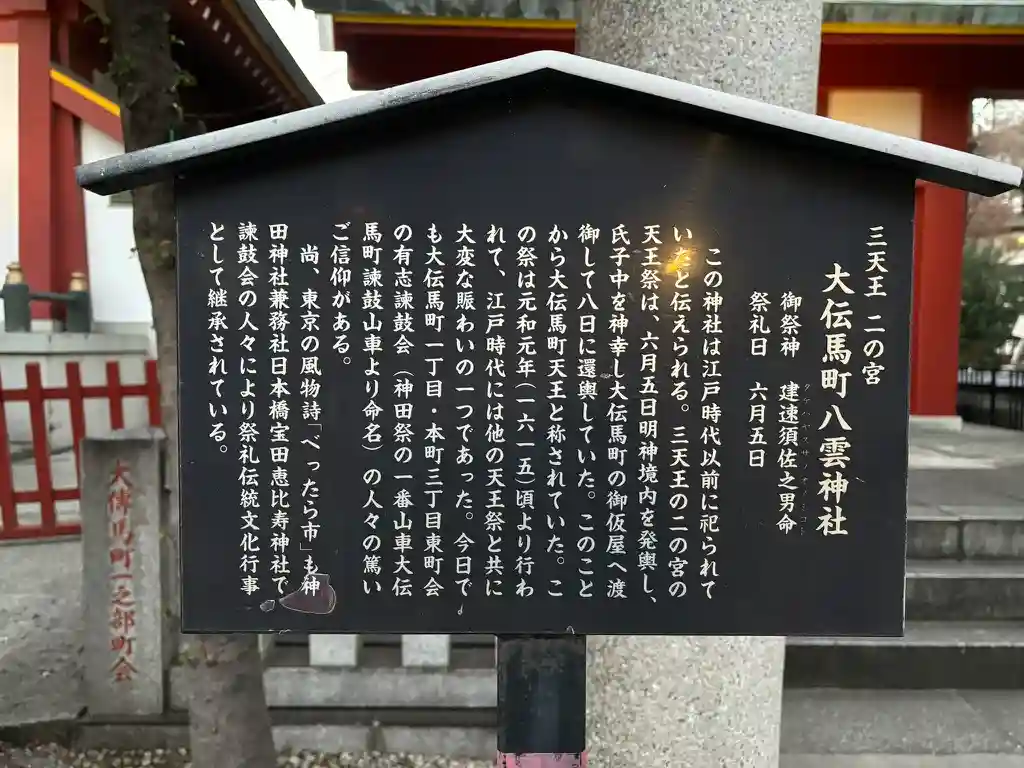 三天王 二の宮
大伝馬町八雲神社
御祭神 建速須佐之男命
タケハヤスサノオノミコト
祭礼日 六月五日
この神社は江戸時代以前に祀られて
いたと伝えられる。三天王の二の宮の
天王祭は、六月五日明神境内を発輿し、
氏子中を神幸し大伝馬町の御仮屋へ渡
御して八日に還輿していた。このこと
から大伝馬町天王と称されていた。こ
の祭は元和元年(一六一五)頃より行わ
れて、江戸時代には他の天王祭と共に
大変な賑わいの一つであった。今日で
も大伝馬町一丁目・本町三丁目東町会
の有志諫鼓会(神田祭の一番山車大伝
馬町諫鼓山車より命名)の人々の篤い
ご信仰がある。
尚、東京の風物詩「べったら市」も神
田神社兼務社日本橋宝田恵比寿神社で
諫鼓会の人々により祭礼伝統文化行事
として継承されている。
大傳馬町一之部町会